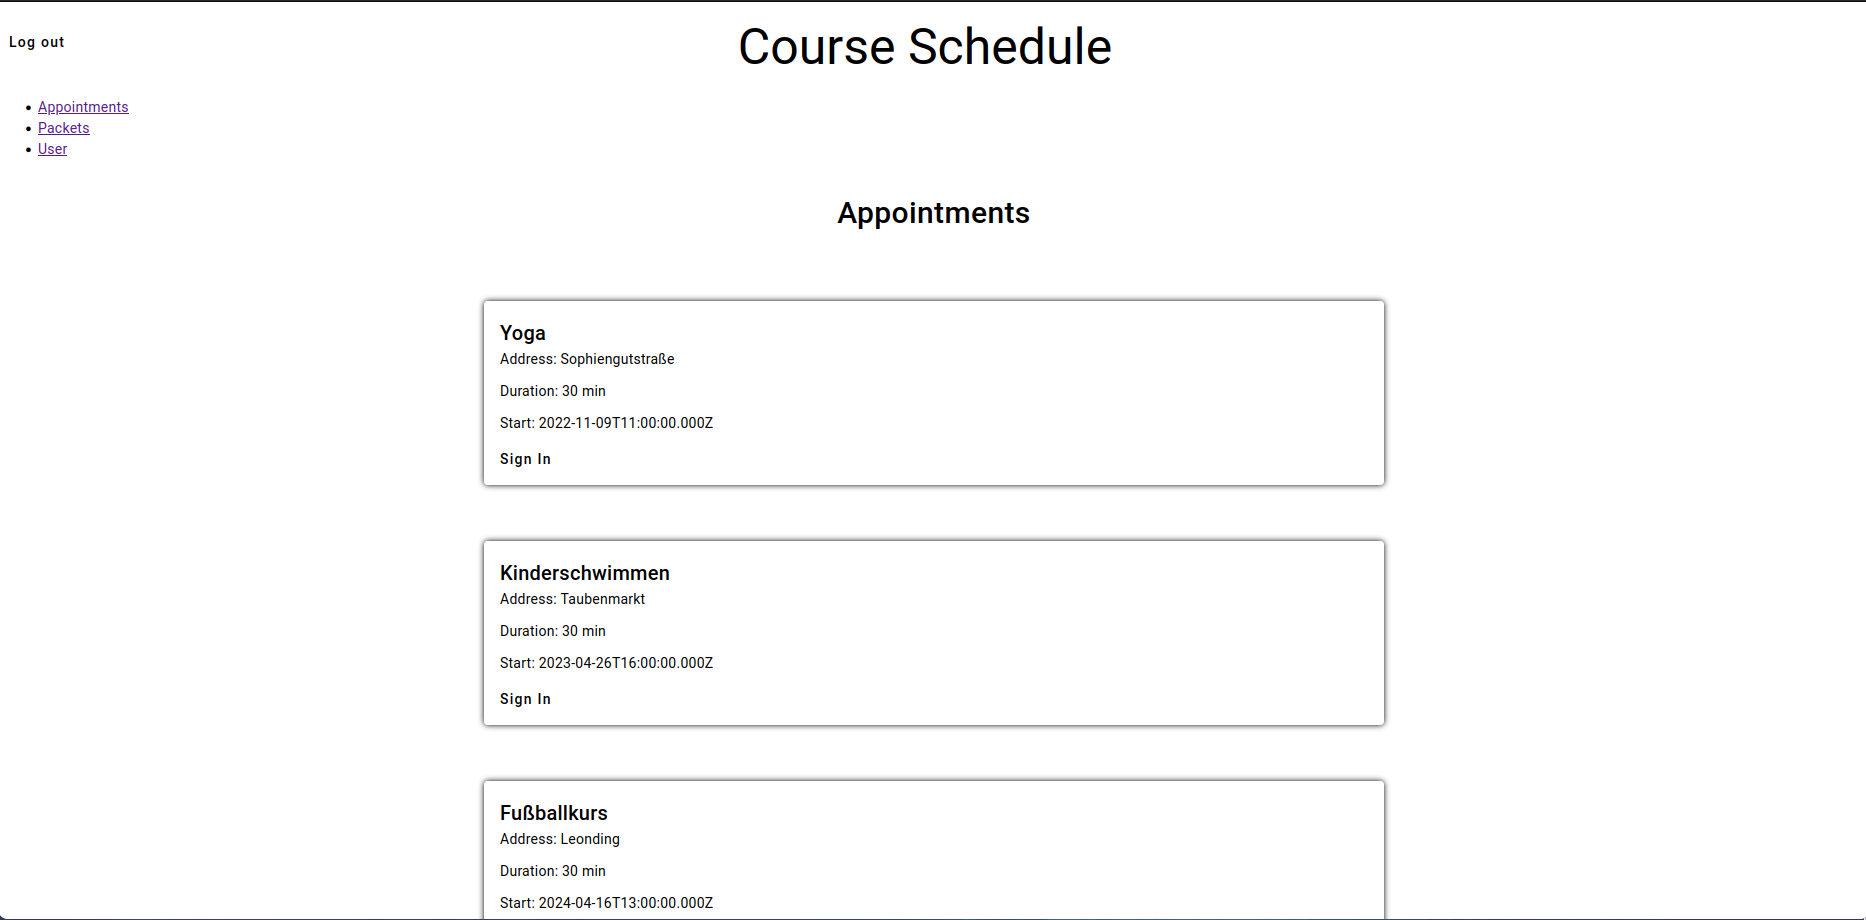 Log out
Course Schedule
Appointments
Packets
User
Appointments
Yoga
Address: Sophiengutstraße
Duration: 30 min
Start: 2022-11-09T11:00:00.000Z
Sign In
Kinderschwimmen
Address: Taubenmarkt
Duration: 30 min
Start: 2023-04-26T16:00:00.000Z
Sign In
Fußballkurs
Address: Leonding
Duration: 30 min
Start: 2024-04-16T13:00:00.000Z